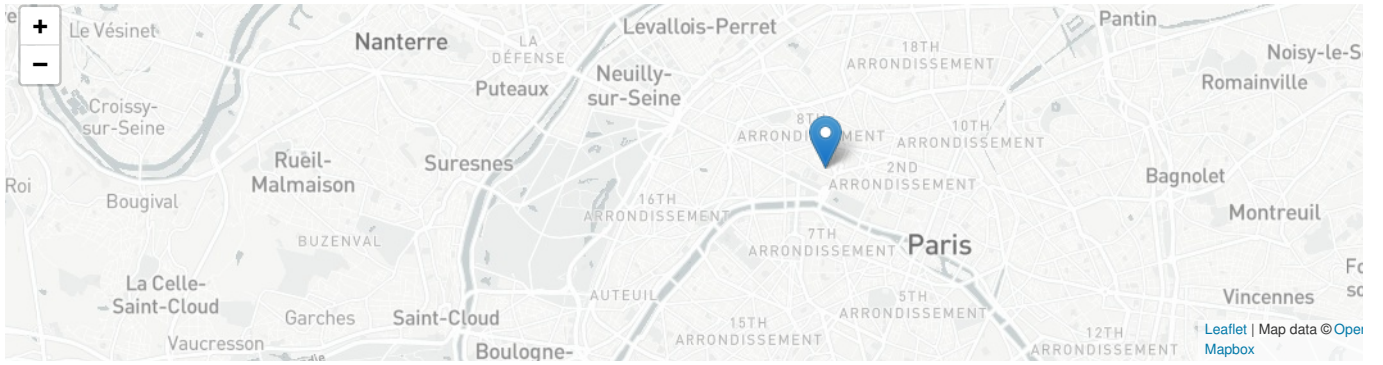 +
−
Le Vésinet
Nanterre
LA
DÉFENSE
Levallois-Perret
18TH
ARRONDISSEMENT
Pantin
Noisy-le-S
Romainville
Puteaux
Neuilly-
sur-Seine
Croissy-
sur-Seine
8TH
ARRONDISSEMENT
10TH
ARRONDISSEMENT
Rueil-
Malmaison
Suresnes
2ND
ARRONDISSEMENT
Bagnolet
Roi
Bougival
16TH
ARRONDISSEMENT
Montreuil
BUZENVAL
7TH
ARRONDISSEMENT
Paris
La Celle-
Saint-Cloud
AUTEUIL
5TH
ARRONDISSEMENT
Vincennes
Garches
Saint-Cloud
15TH
ARRONDISSEMENT
12TH
ARRONDISSEMENT
Vaucresson
Boulogne-
Leaflet | Map data © Oper
Mapbox